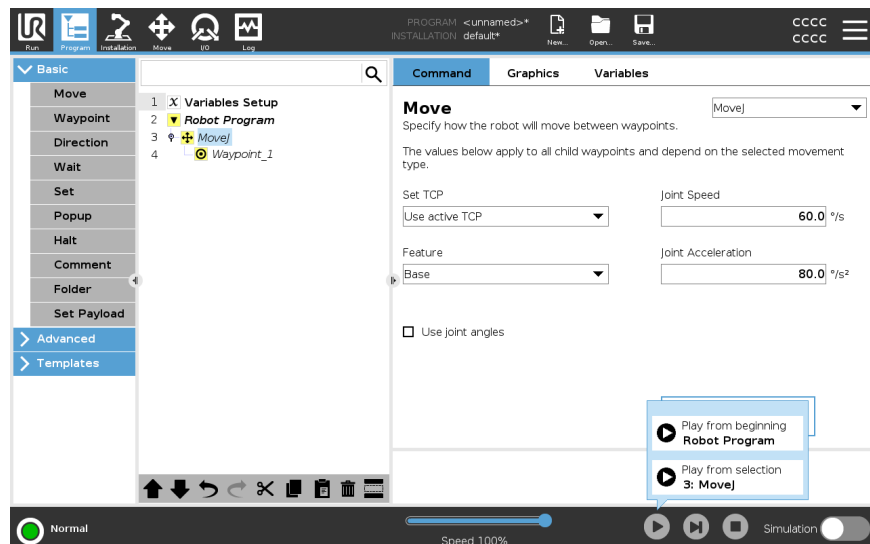 PROGRAM <unnamed>*
INSTALLATION default*
CCCC
CCCC
UR
Run
Program
Installation
Move
I/O
Log
New...
Open...
Save...
Basic
Move
Waypoint
Direction
Wait
Set
Popup
Halt
Comment
Folder
Set Payload
Advanced
Templates
1 X Variables Setup
2 Robot Program
3 MoveJ
4 Waypoint_1
Command Graphics Variables
Move
MoveJ
Specify how the robot will move between waypoints.
The values below apply to all child waypoints and depend on the selected movement
type.
Set TCP
Use active TCP
Joint Speed
60.0 °/s
Feature
Base
Joint Acceleration
80.0 °/s²
Use joint angles
Play from beginning
Robot Program
Play from selection
3: MoveJ
Normal
Speed 100%
Simulation